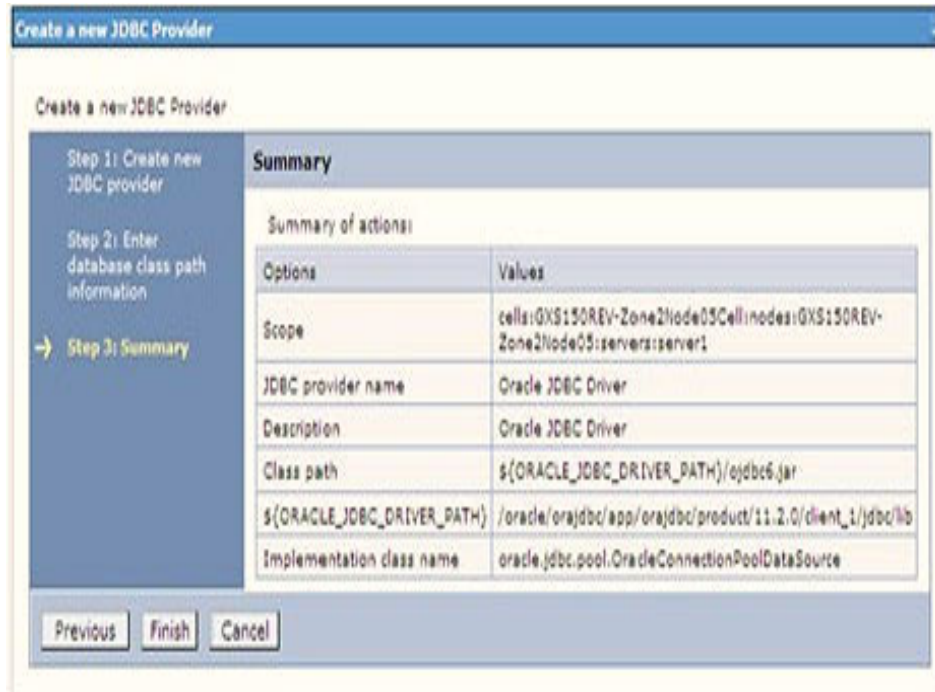 Create a new JDBC Provider
Create a new JDBC Provider
Step 1: Create new
JDBC provider
Step 2: Enter
database class path
information
Step 3: Summary
Summary
Summary of actions:
Options Values
Scope cells:GXS150REV-
Zone2Node05Cell:nodes:GXS150REV-
Zone2Node05:servers:server1
JDBC provider name Oracle JDBC Driver
Description Oracle JDBC Driver
Class path ${ORACLE_JDBC_DRIVER_PATH}/ojdbc6.jar
${ORACLE_JDBC_DRIVER_PATH} /oracle/orajdbc/app/orajdbc/product/11.2.0/client_1/jdbc/lib
Implementation class name oracle.jdbc.pool.OracleConnectionPoolDataSource
Previous Finish Cancel